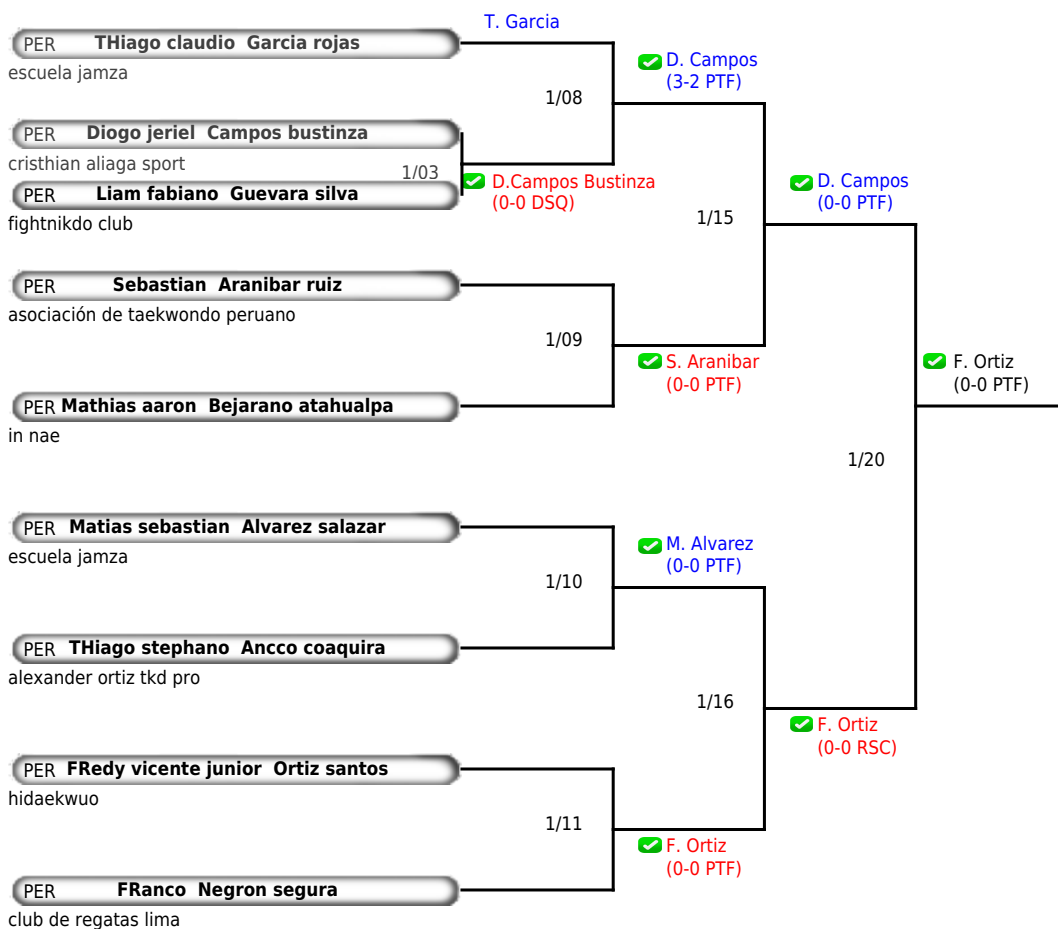 T. Garcia
PER THiago claudio Garcia rojas
escuela jamza
D. Campos
(3-2 PTF)
1/08
PER Diogo jeriel Campos bustinza
cristhian aliaga sport
1/03
D.Campos Bustinza
(0-0 DSQ)
PER Liam fabiano Guevara silva
fightnikdo club
D. Campos
(0-0 PTF)
1/15
PER Sebastian Aranibar ruiz
asociación de taekwondo peruano
1/09
S. Aranibar
(0-0 PTF)
F. Ortiz
(0-0 PTF)
PER Mathias aaron Bejarano atahualpa
in nae
1/20
PER Matias sebastian Alvarez salazar
escuela jamza
M. Alvarez
(0-0 PTF)
1/10
PER THiago stephano Ancco coaquira
alexander ortiz tkd pro
1/16
F. Ortiz
(0-0 RSC)
PER FRedy vicente junior Ortiz santos
hidaekwuo
1/11
F. Ortiz
(0-0 PTF)
PER FRanco Negron segura
club de regatas lima